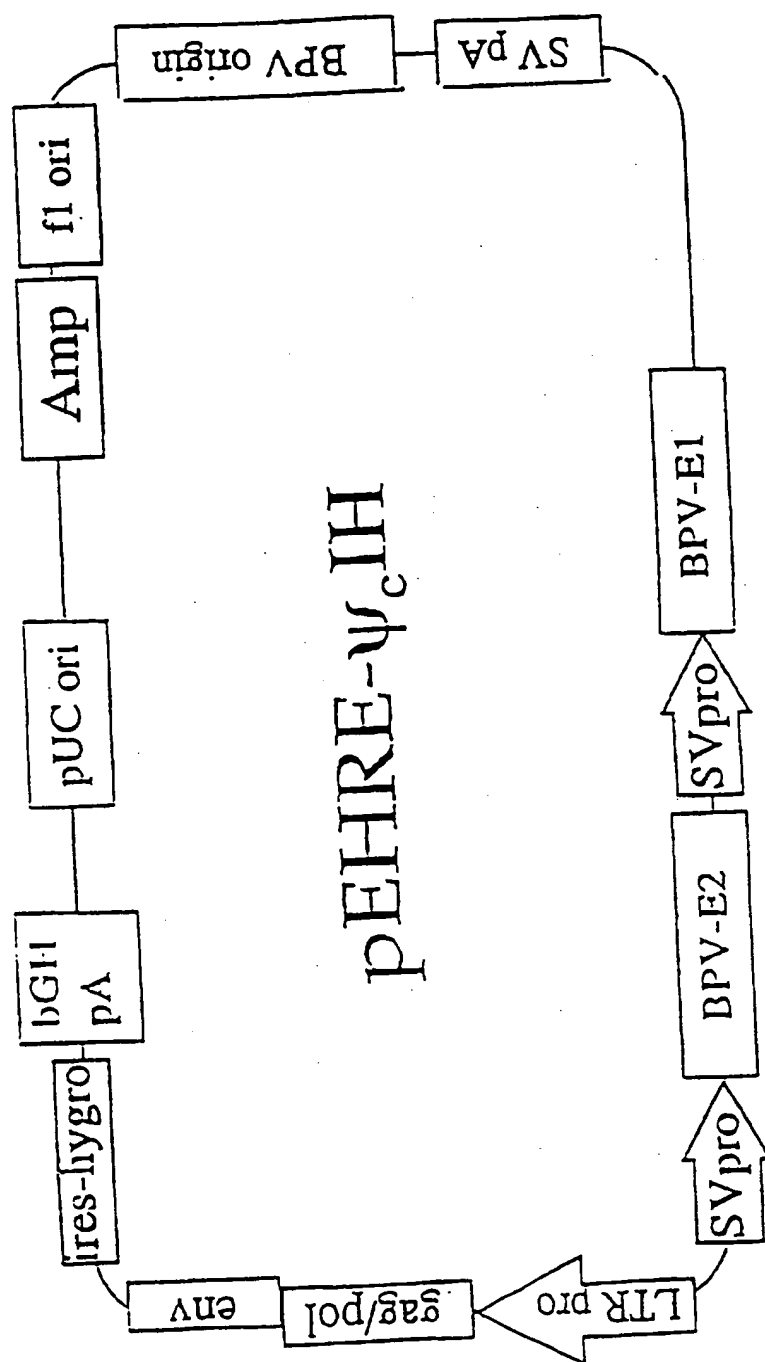 pEHRE-ψcIH
bGH
pA
pUC ori
Amp
f1 ori
BPV origin
SV pA
BPV-E1
SVpro
BPV-E2
SVpro
LTR pro
gag/pol
env
ires-hygro